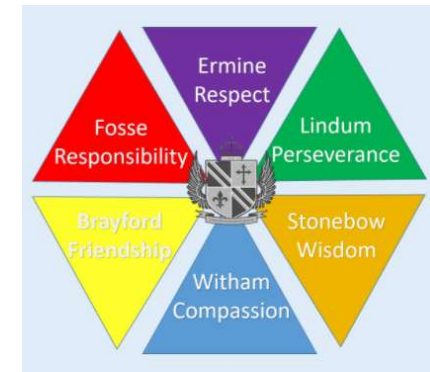 Ermine
Respect
Fosse
Responsibility
Lindum
Perseverance
Brayford
Friendship
Stonebow
Wisdom
Witham
Compassion